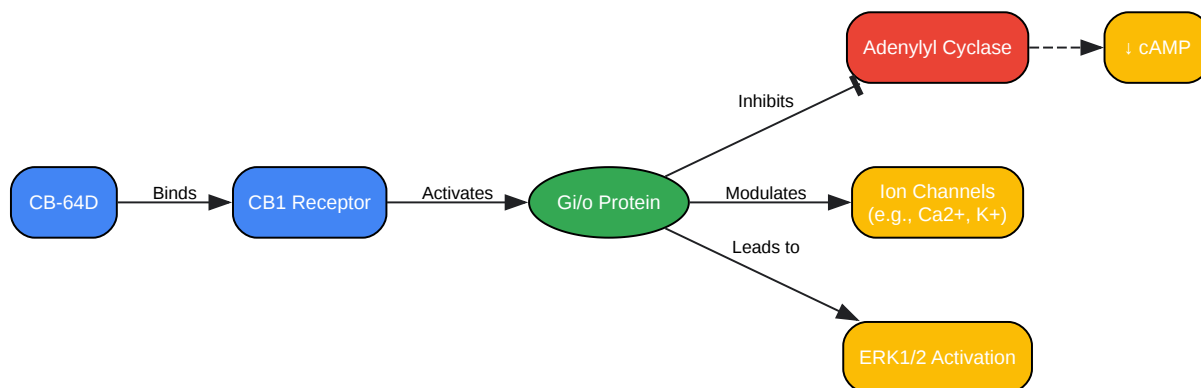 CB-64D
Binds
CB1 Receptor
Activates
Gi/o Protein
Inhibits
Adenylyl Cyclase
↓ cAMP
Modulates
Ion Channels
(e.g., Ca2+, K+)
Leads to
ERK1/2 Activation